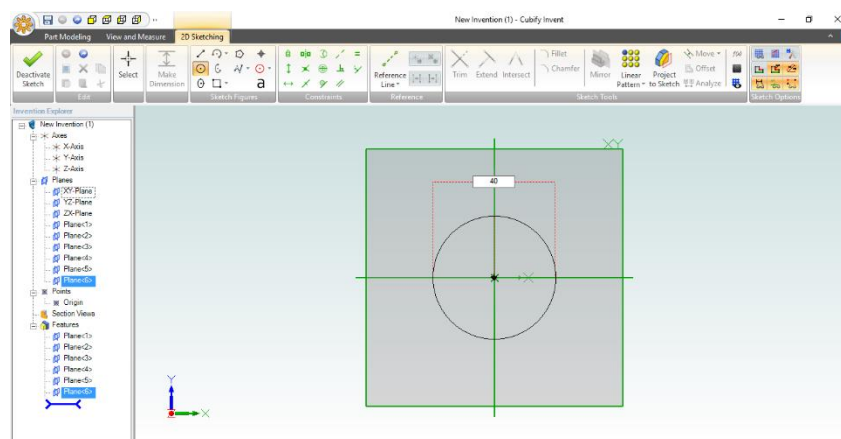 New Invention (1) - Cubify Invent
Part Modeling View and Measure 2D Sketching
Deactivate Sketch
Edit
Select
Make Dimension
a
Sketch Figures
Constraints
Reference Line
Reference
Trim Extend Intersect
Fillet
Chamfer
Mirror
Linear Pattern
Project to Sketch
Move
Offset
Analyze
f(x)
Sketch Tools
Sketch Options
Invention Explorer
New Invention (1)
Axes
X-Axis
Y-Axis
Z-Axis
Planes
XY-Plane
YZ-Plane
ZX-Plane
Plane<1>
Plane<2>
Plane<3>
Plane<4>
Plane<5>
Plane<6>
Points
Origin
Section Views
Features
Plane<1>
Plane<2>
Plane<3>
Plane<4>
Plane<5>
Plane<6>
XY
40
X
Y
X